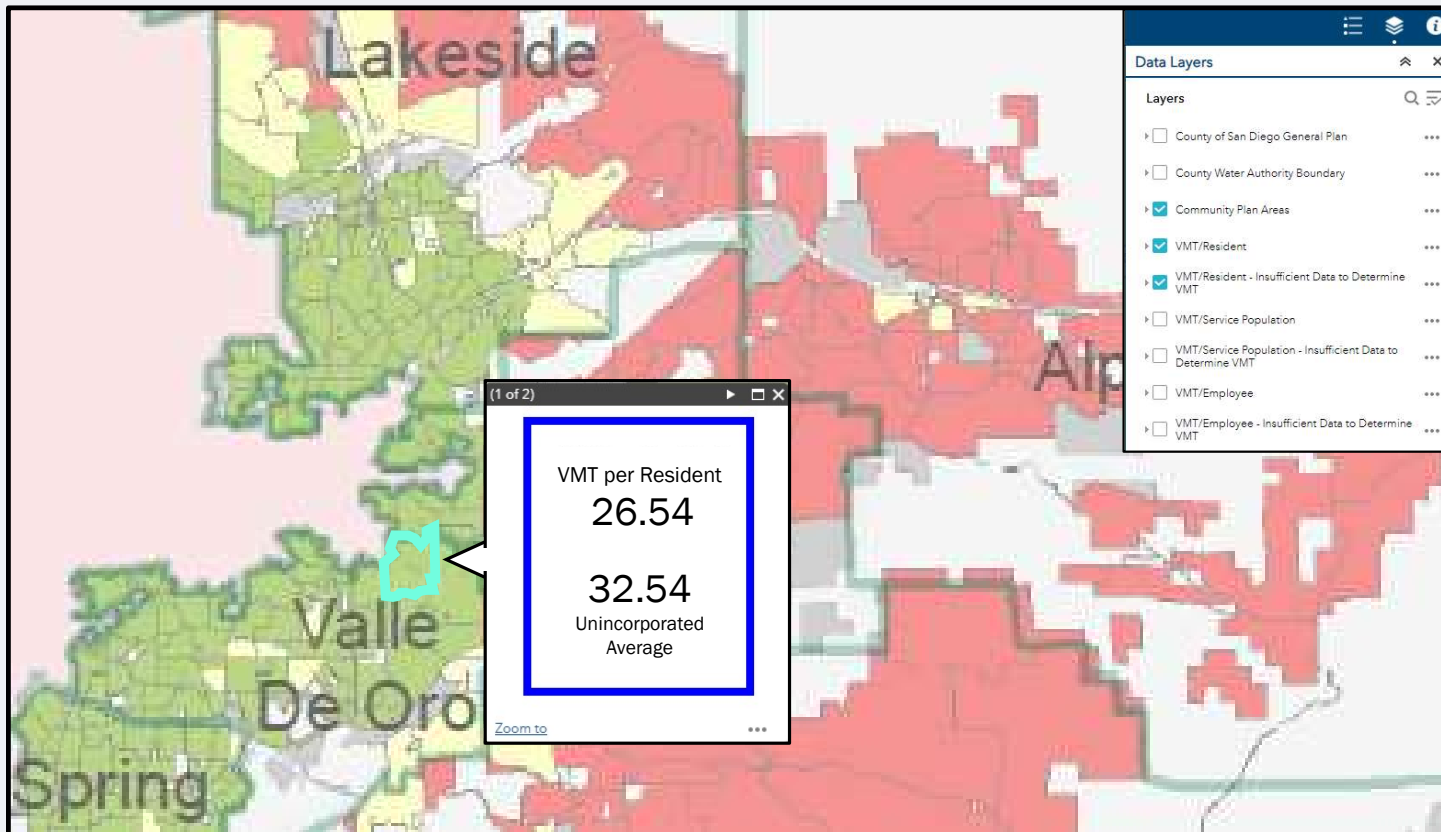 Lakeside
Alp
Valle
De Oro
Spring
(1 of 2)
VMT per Resident
26.54
32.54
Unincorporated
Average
Zoom to
Data Layers
Layers
County of San Diego General Plan
County Water Authority Boundary
Community Plan Areas
VMT/Resident
VMT/Resident - Insufficient Data to Determine
VMT
VMT/Service Population
VMT/Service Population - Insufficient Data to
Determine VMT
VMT/Employee
VMT/Employee - Insufficient Data to Determine
VMT